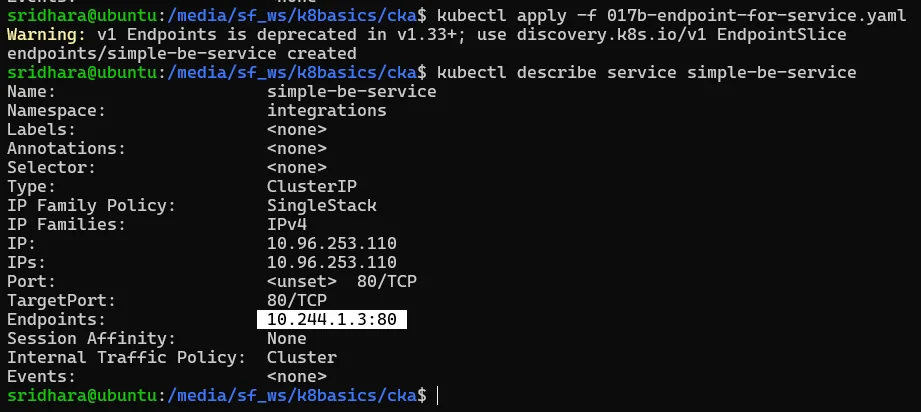 Events: <none>
sridhara@ubuntu:/media/sf_ws/k8basics/cka$ kubectl apply -f 017b-endpoint-for-service.yaml
Warning: v1 Endpoints is deprecated in v1.33+; use discovery.k8s.io/v1 EndpointSlice
endpoints/simple-be-service created
sridhara@ubuntu:/media/sf_ws/k8basics/cka$ kubectl describe service simple-be-service
Name: simple-be-service
Namespace: integrations
Labels: <none>
Annotations: <none>
Selector: <none>
Type: ClusterIP
IP Family Policy: SingleStack
IP Families: IPv4
IP: 10.96.253.110
IPs: 10.96.253.110
Port: <unset> 80/TCP
TargetPort: 80/TCP
Endpoints: 10.244.1.3:80
Session Affinity: None
Internal Traffic Policy: Cluster
Events: <none>
sridhara@ubuntu:/media/sf_ws/k8basics/cka$